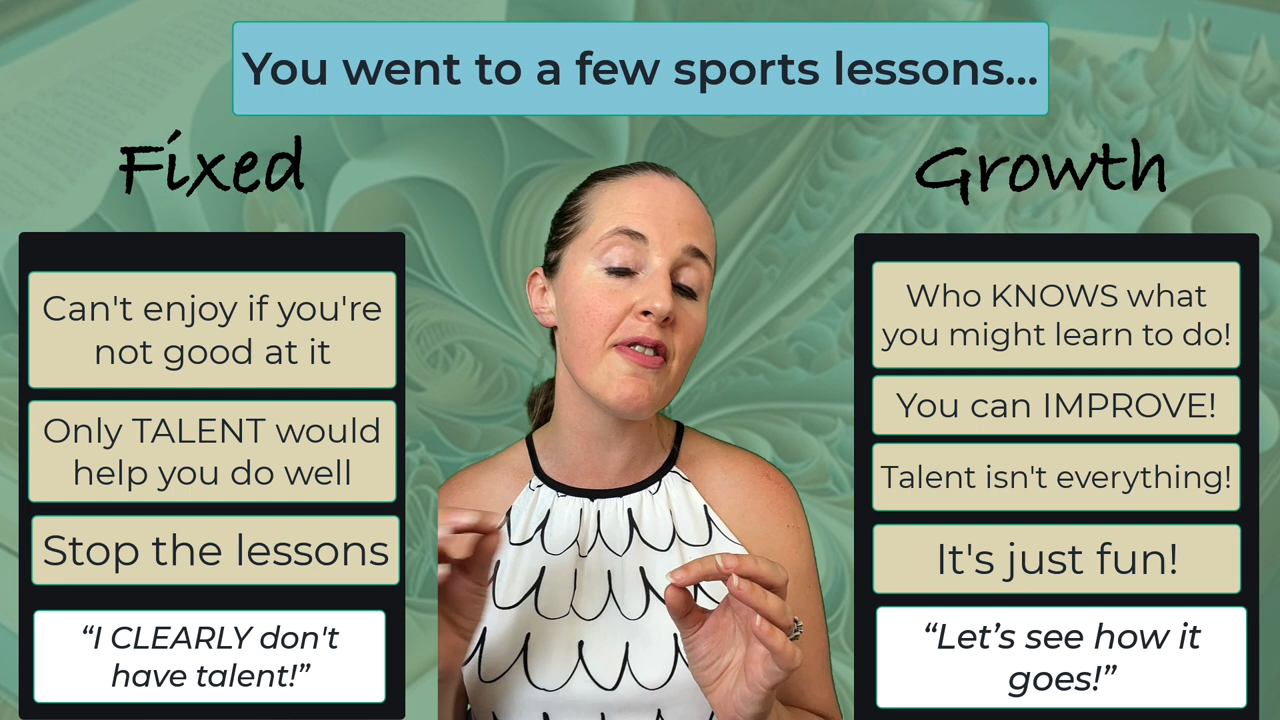 You went to a few sports lessons...
Fixed
Can't enjoy if you're
not good at it
Only TALENT would
help you do well
Stop the lessons
“I CLEARLY don't
have talent!”
Growth
Who KNOWS what
you might learn to do!
You can IMPROVE!
Talent isn't everything!
It's just fun!
“Let’s see how it
goes!”